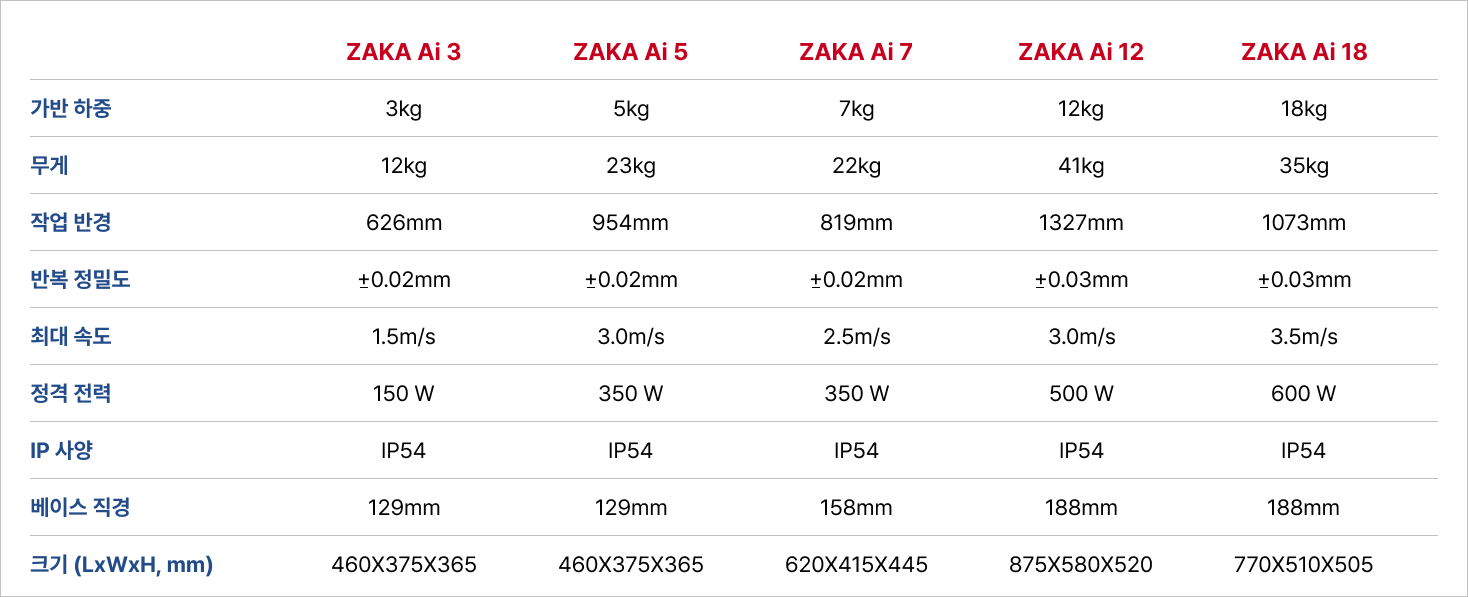 ZAKA Ai 3 ZAKA Ai 5 ZAKA Ai 7 ZAKA Ai 12 ZAKA Ai 18
가반 하중 3kg 5kg 7kg 12kg 18kg
무게 12kg 23kg 22kg 41kg 35kg
작업 반경 626mm 954mm 819mm 1327mm 1073mm
반복 정밀도 ±0.02mm ±0.02mm ±0.02mm ±0.03mm ±0.03mm
최대 속도 1.5m/s 3.0m/s 2.5m/s 3.0m/s 3.5m/s
정격 전력 150 W 350 W 350 W 500 W 600 W
IP 사양 IP54 IP54 IP54 IP54 IP54
베이스 직경 129mm 129mm 158mm 188mm 188mm
크기 (LxWxH, mm) 460X375X365 460X375X365 620X415X445 875X580X520 770X510X505